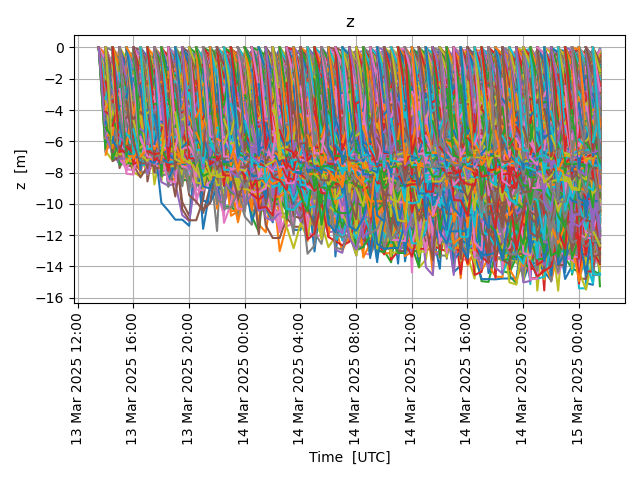 z
0
−2
−4
−6
−8
−10
−12
−14
−16
z [m]
13 Mar 2025 12:00
13 Mar 2025 16:00
13 Mar 2025 20:00
14 Mar 2025 00:00
14 Mar 2025 04:00
14 Mar 2025 08:00
14 Mar 2025 12:00
14 Mar 2025 16:00
14 Mar 2025 20:00
15 Mar 2025 00:00
Time [UTC]